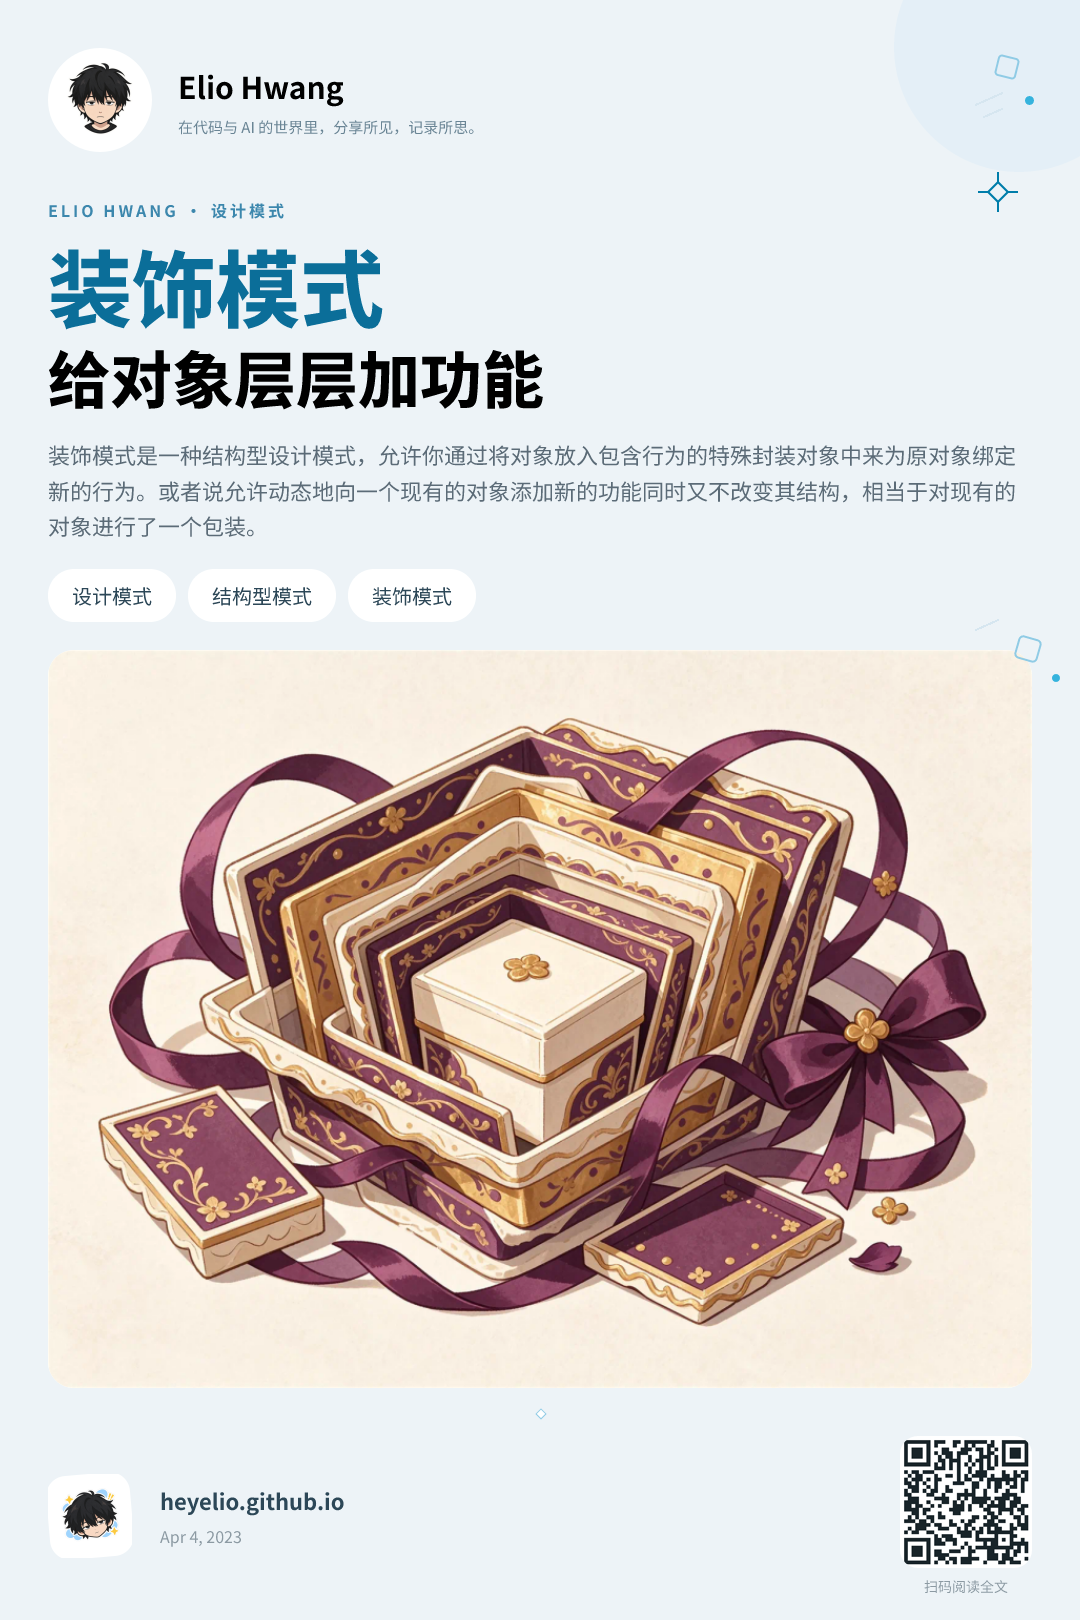 Elio Hwang
在代码与 AI 的世界里，分享所见，记录所思。
ELIO HWANG • 设计模式
装饰模式
给对象层层加功能
装饰模式是一种结构型设计模式，允许你通过将对象放入包含行为的特殊封装对象中来为原对象绑定
新的行为。或者说允许动态地向一个现有的对象添加新的功能同时又不改变其结构，相当于对现有的
对象进行了一个包装。
设计模式
结构型模式
装饰模式
heyelio.github.io
Apr 4, 2023
扫码阅读全文